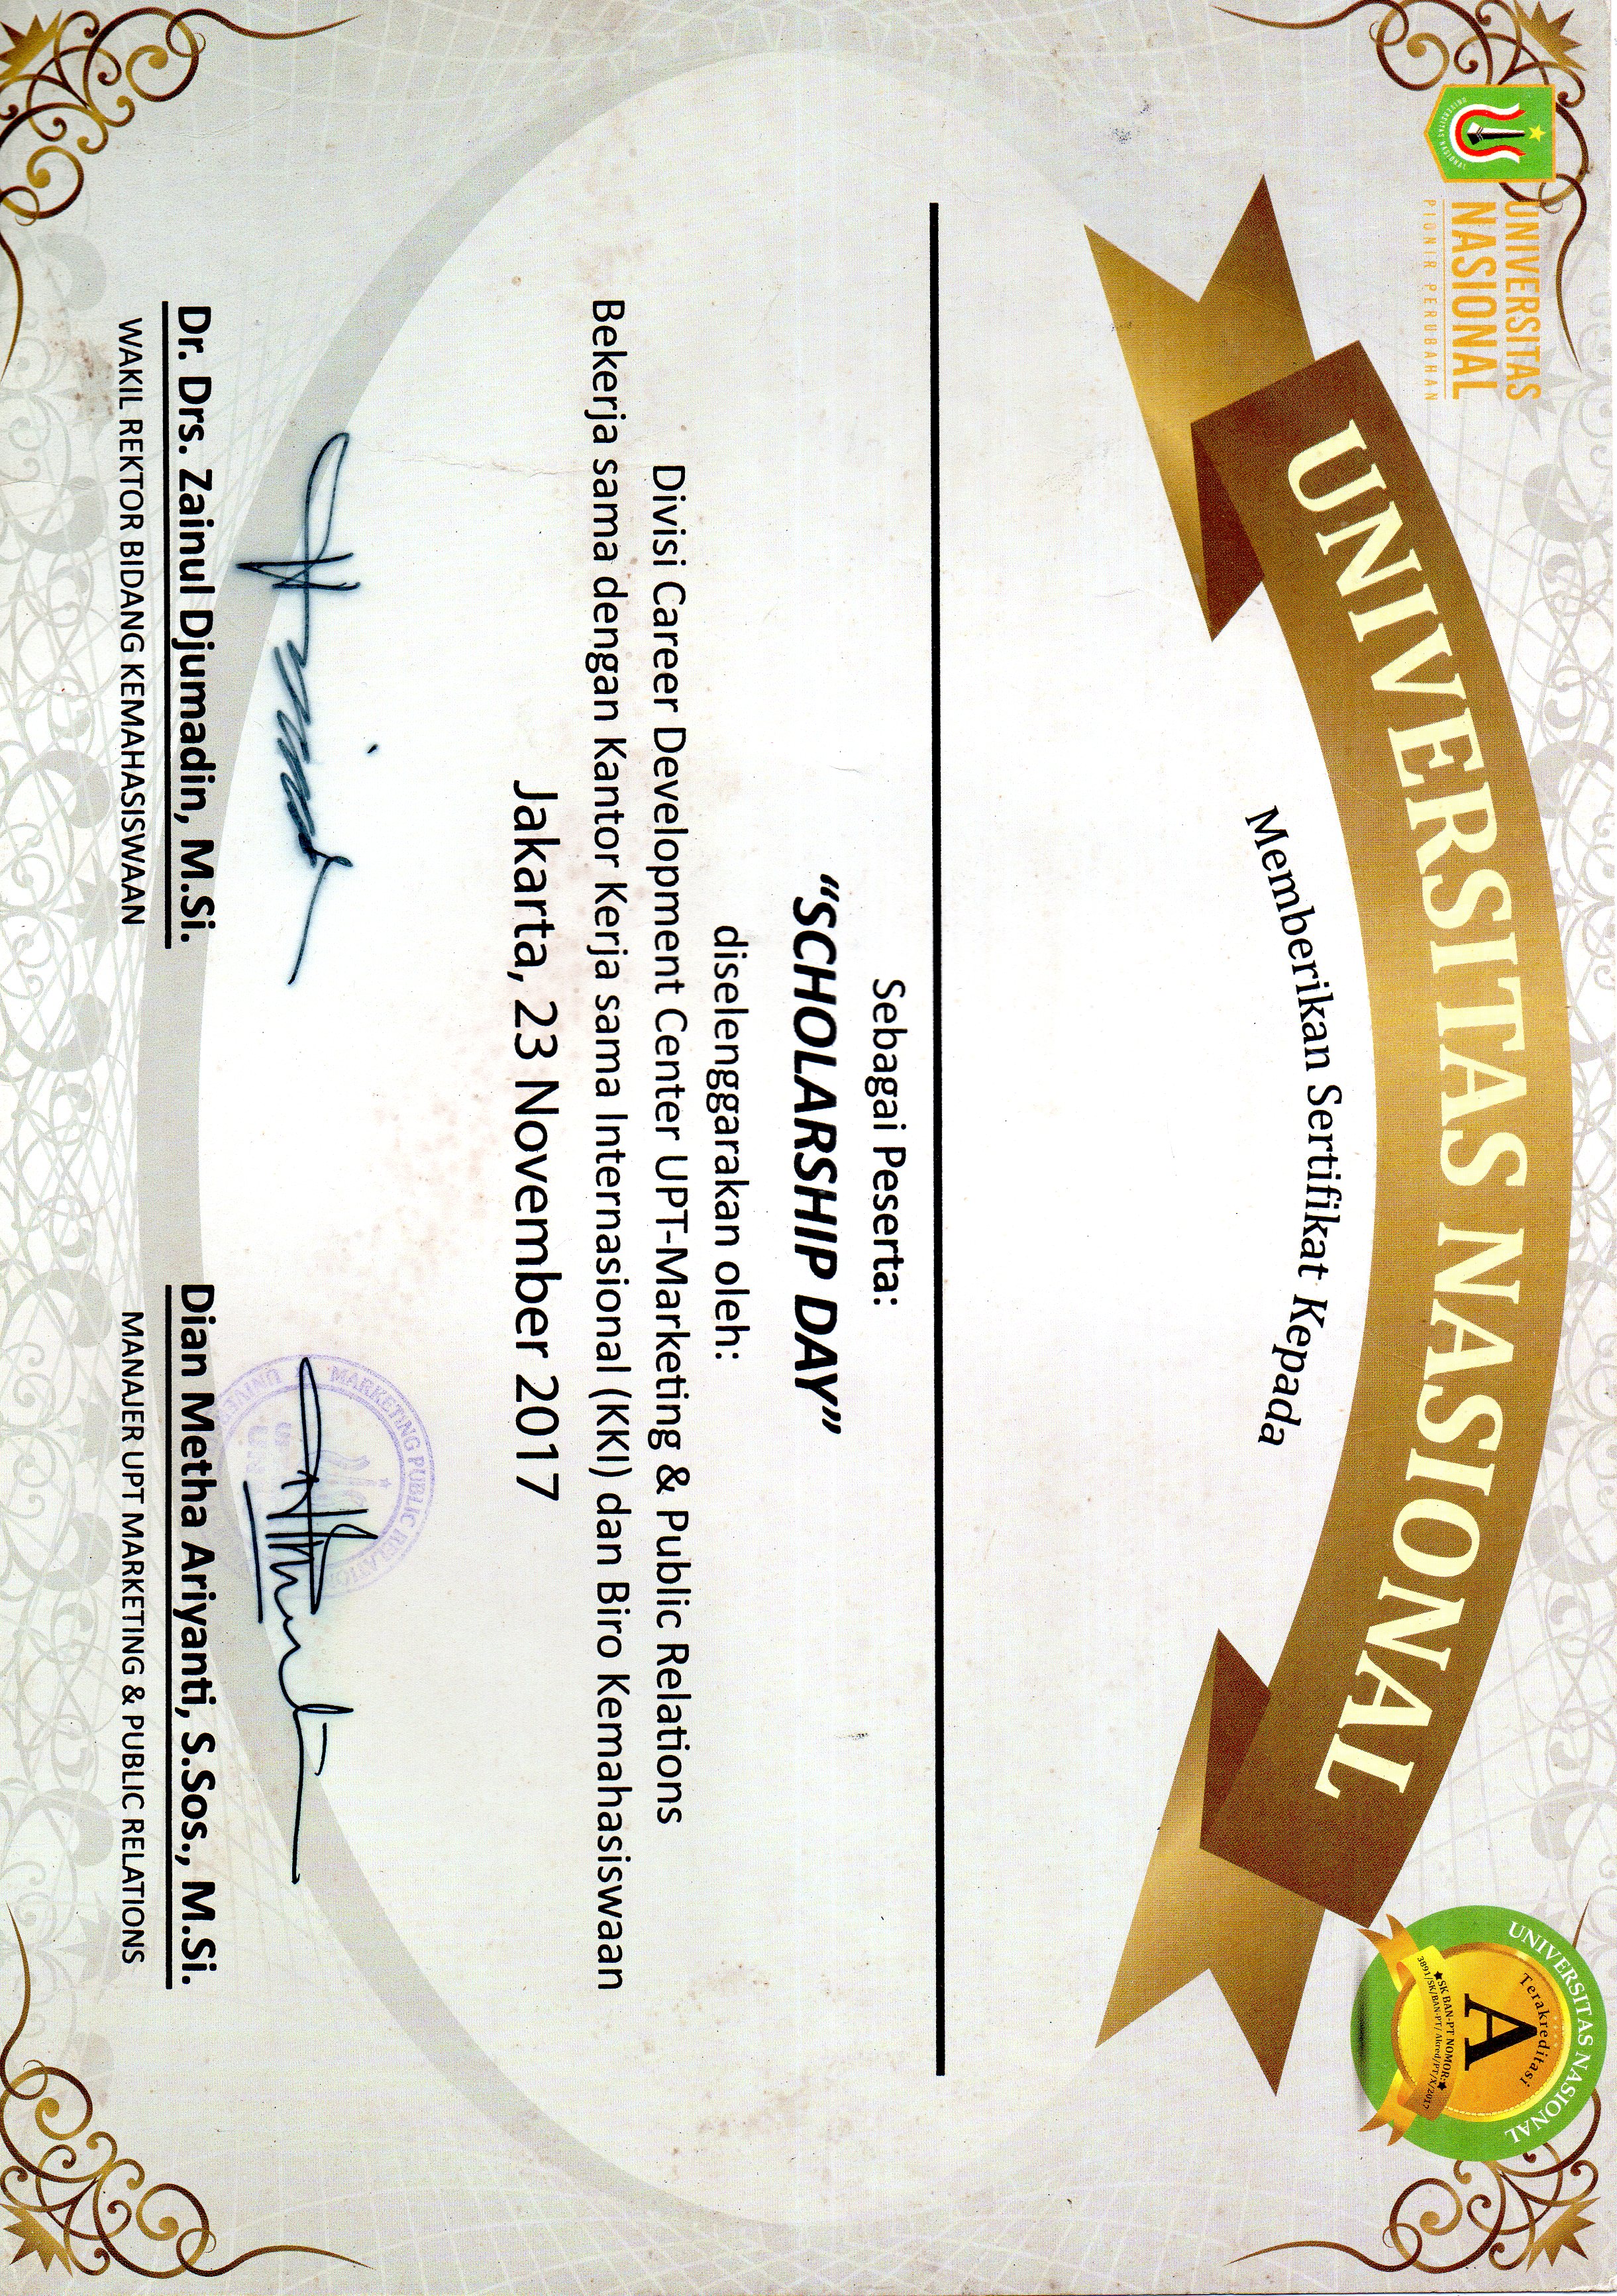 UNIVERSITAS
NASIONAL
PIONIR PERUBAHAN
UNIVERSITAS NASIONAL
UNIVERSITAS NASIONAL
UNIVERSITAS NASIONAL
Terakreditasi
A
SK BAN-PT NOMOR:
3891/SK/BAN-PT/ Akred/PT/X/2017
Memberikan Sertifikat Kepada
Sebagai Peserta:
“SCHOLARSHIP DAY”
diselenggarakan oleh:
Divisi Career Development Center UPT-Marketing & Public Relations
Bekerja sama dengan Kantor Kerja sama Internasional (KKI) dan Biro Kemahasiswaan
Jakarta, 23 November 2017
MARKETING PUBLIC RELATION
Dr. Drs. Zainul Djumadin, M.Si.
WAKIL REKTOR BIDANG KEMAHASISWAAN
Dian Metha Ariyanti, S.Sos., M.Si.
MANAJER UPT MARKETING & PUBLIC RELATIONS